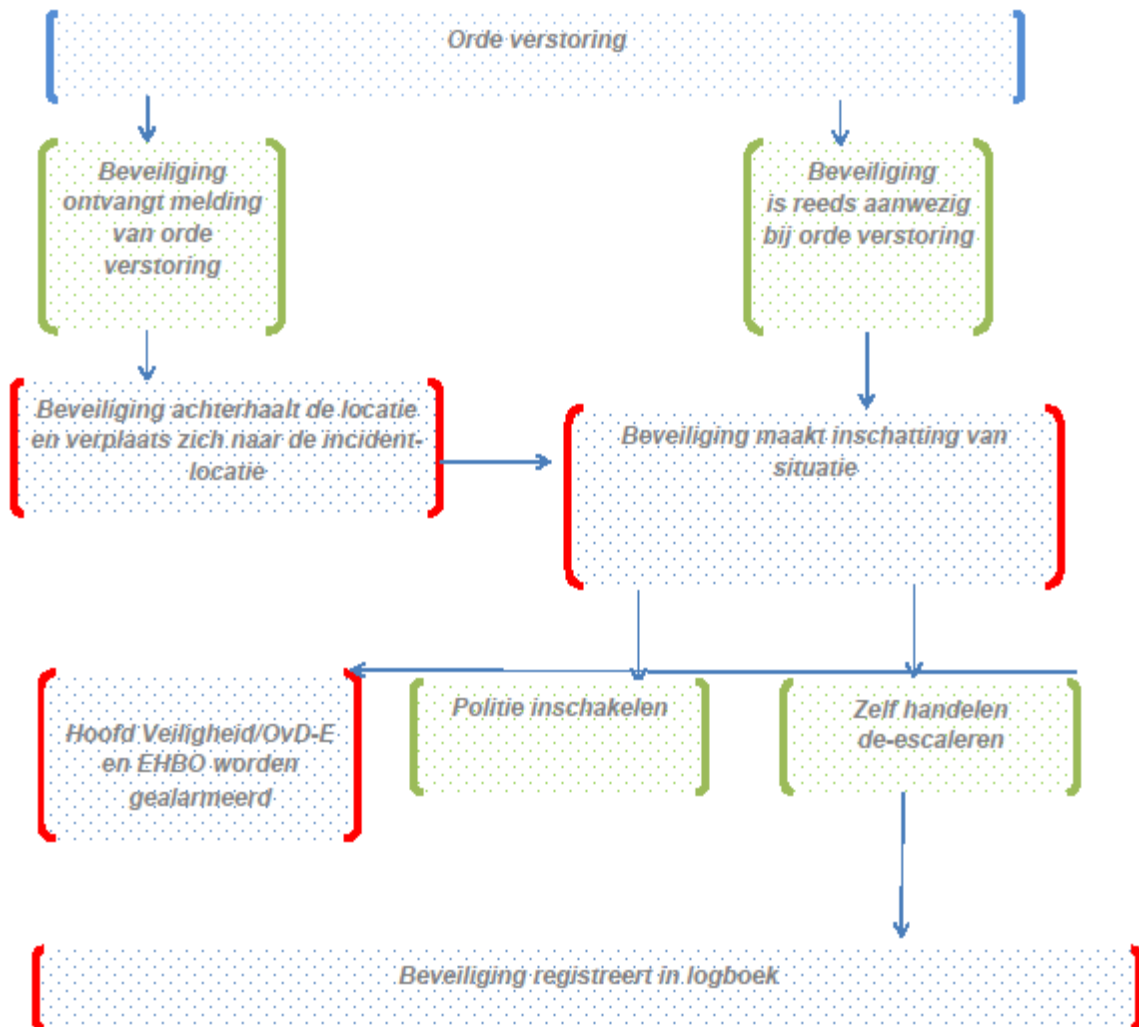 Orde verstoring
Beveiliging
ontvangt melding
van orde
verstoring
Beveiliging
is reeds aanwezig
bij orde verstoring
Beveiliging achterhaalt de locatie
en verplaats zich naar de incident-
locatie
Beveiliging maakt inschatting van
situatie
Hoofd Veiligheid/OvD-E
en EHBO worden
gealarmeerd
Politie inschakelen
Zelf handelen
de-escaleren
Beveiliging registreert in logboek